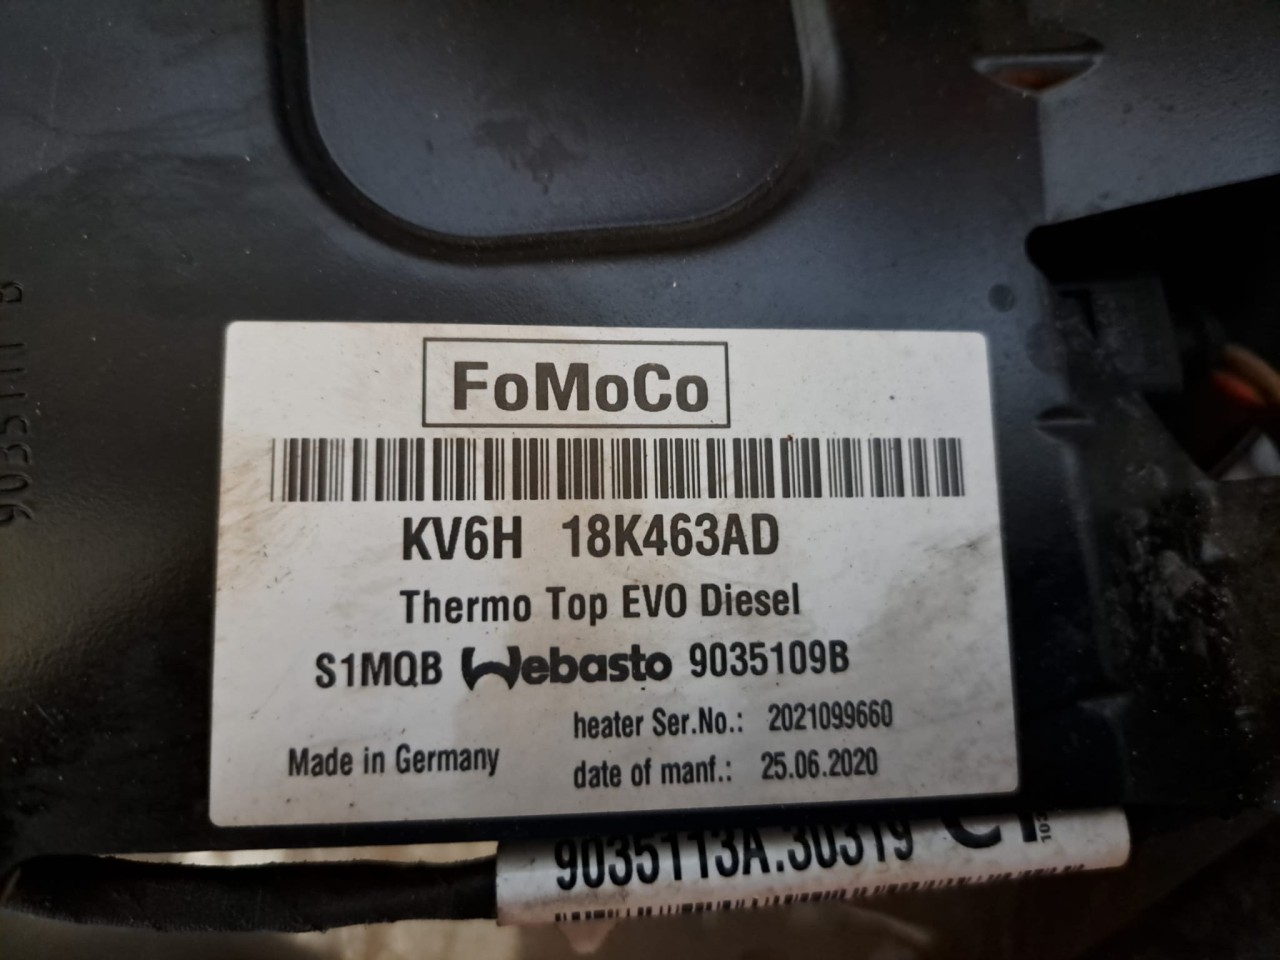 FoMoCo
KV6H 18K463AD
Thermo Top EVO Diesel
S1MQB Webasto 9035109B
heater Ser.No.: 2021099660
Made in Germany
date of manf.: 25.06.2020
9035113A.30319
9035111 B